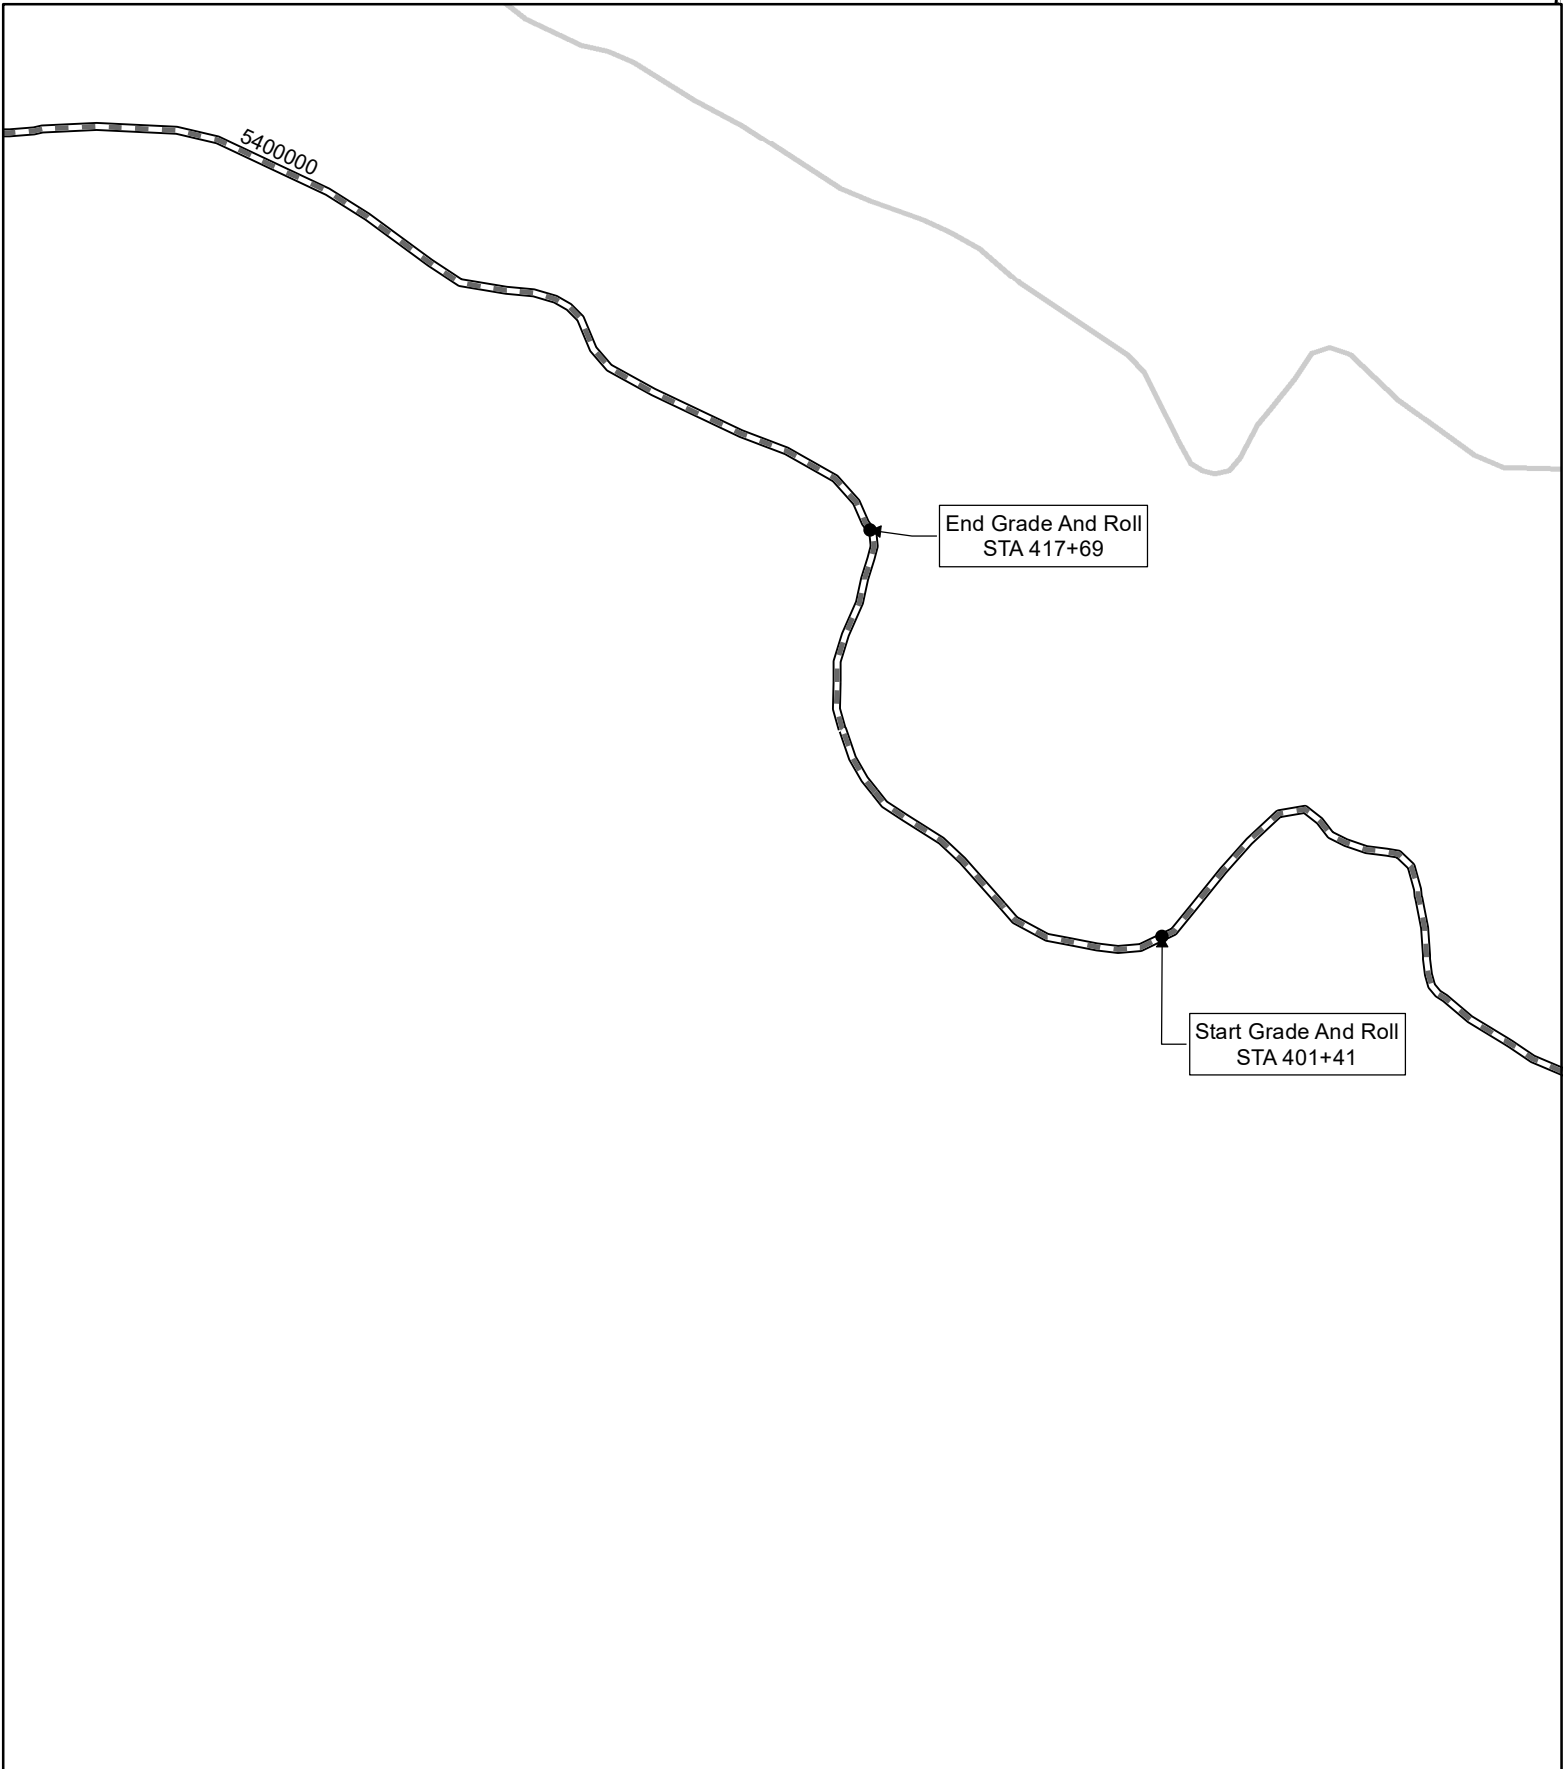 5400000
End Grade And Roll
STA 417+69
Start Grade And Roll
STA 401+41